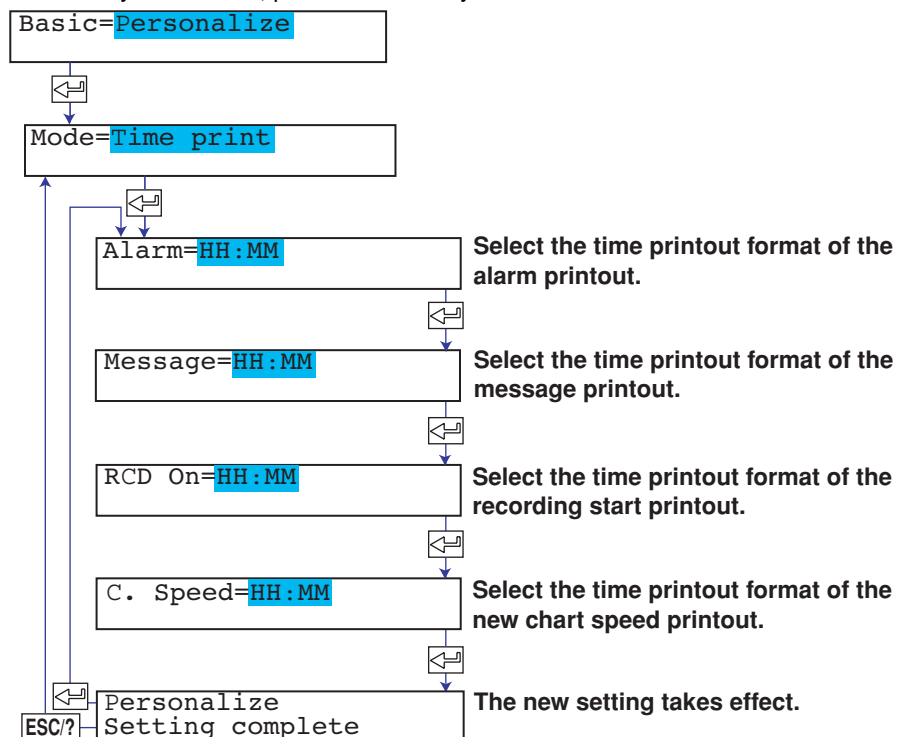 Basic=Personalize
Mode=Time print
Alarm=HH:MM
Select the time printout format of the
alarm printout.
Message=HH:MM
Select the time printout format of the
message printout.
RCD On=HH:MM
Select the time printout format of the
recording start printout.
C. Speed=HH:MM
Select the time printout format of the
new chart speed printout.
Personalize
Setting complete
The new setting takes effect.
ESC/?